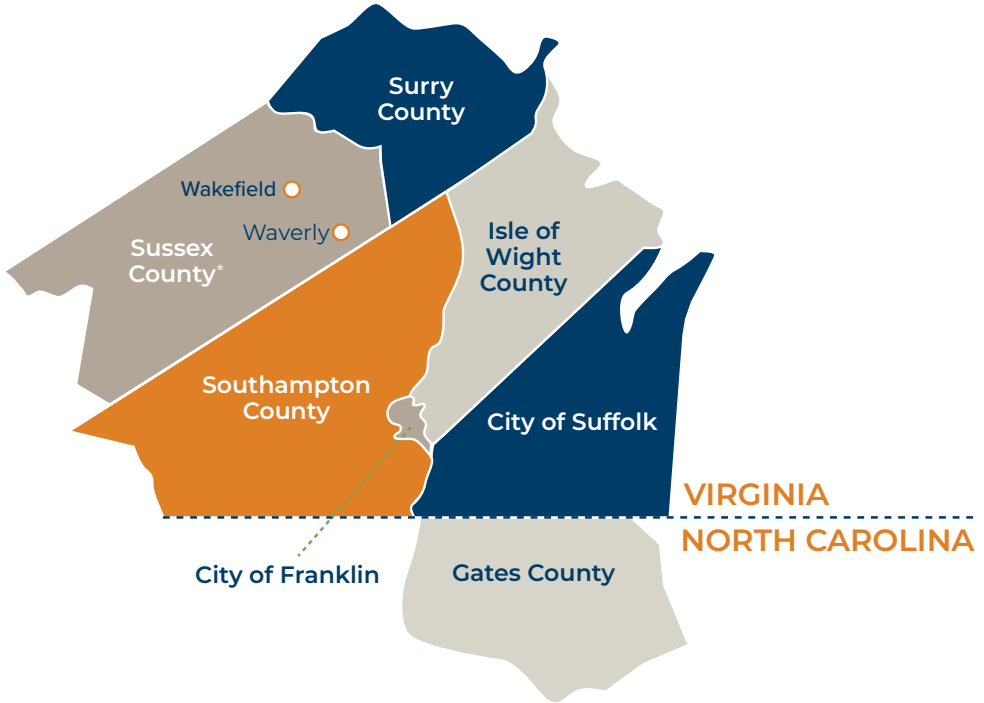 Surry
County
Wakefield
Waverly
Sussex
County*
Isle of
Wight
County
Southampton
County
City of Suffolk
VIRGINIA
NORTH CAROLINA
City of Franklin
Gates County